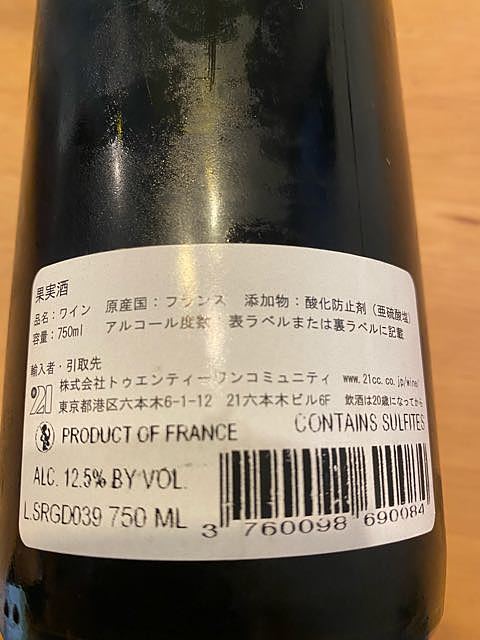 果実酒
品名:ワイン 原産国:フランス 添加物:酸化防止剤(亜硫酸塩)
容量:750ml アルコール度数:表ラベルまたは裏ラベルに記載
輸入者・引取先
21 株式会社トゥエンティーワンコミュニティ www.21cc.co.jp/wine/
東京都港区六本木6-1-12 21六本木ビル6F 飲酒は20歳になってから
PRODUCT OF FRANCE CONTAINS SULFITES
ALC. 12.5% BY VOL.
L.SRGD039 750 ML
3 760098 690084